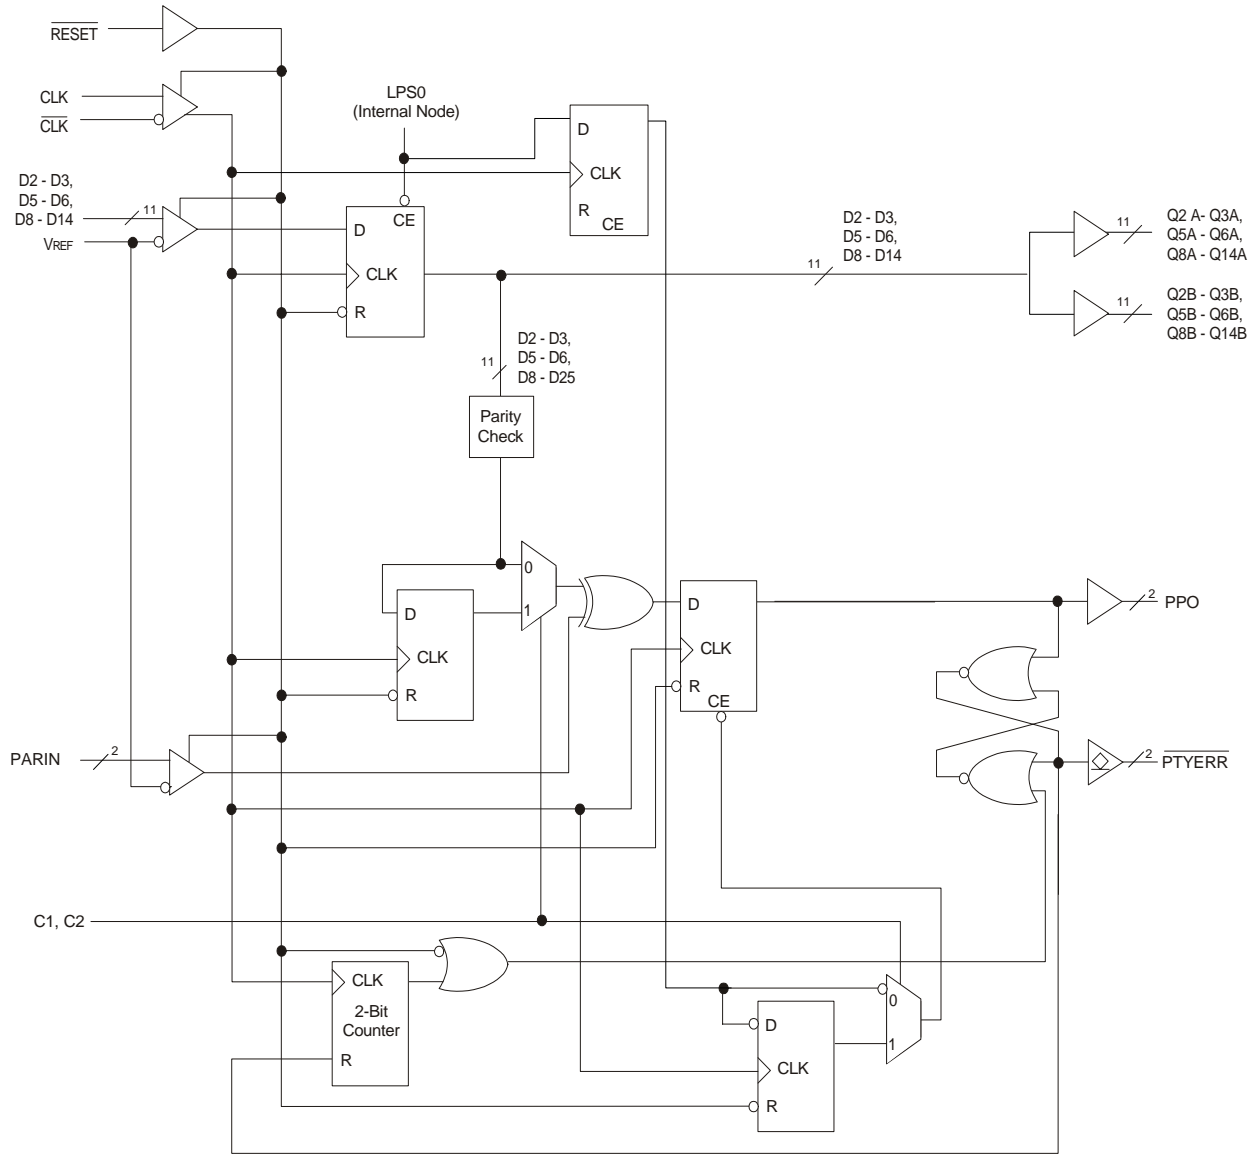 RESET
CLK
CLK
D2 - D3,
D5 - D6,
D8 - D14
11
VREF
LPS0
(Internal Node)
D
CLK
R
CE
CE
D
CLK
R
D2 - D3,
D5 - D6,
D8 - D14
11
11
Q2 A- Q3A,
Q5A - Q6A,
Q8A - Q14A
11
Q2B - Q3B,
Q5B - Q6B,
Q8B - Q14B
D2 - D3,
D5 - D6,
D8 - D25
11
Parity
Check
0
1
D
CLK
R
D
CLK
R
CE
2
PPO
PARIN
2
2
PTYERR
C1, C2
CLK
2-Bit
Counter
R
0
1
D
CLK
R